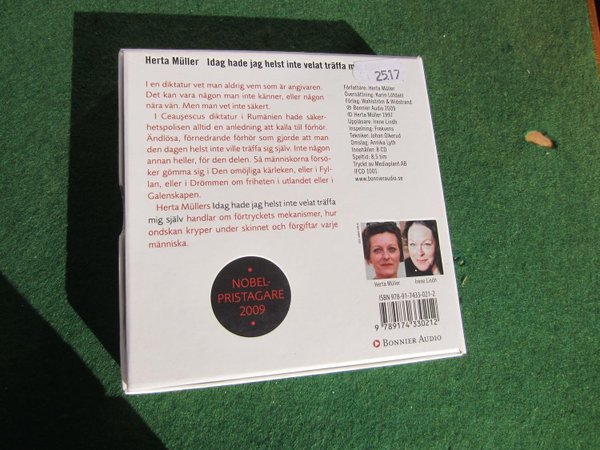 Herta Müller Idag hade jag helst inte velat träffa
2517
I en diktatur vet man aldrig vem som är angivaren.
Det kan vara någon man inte känner, eller någon
nära vän. Men man vet inte säkert.
I Ceaușescus diktatur i Rumänien hade säker-
hetspolisen alltid en anledning att kalla till förhör.
Ändlösa, förnedrande förhör som gjorde att man
den dagen helst inte ville träffa sig själv. Inte någon
annan heller, för den delen. Så människorna försö-
ker gömma sig i Den omöjliga kärleken, eller i Fyl-
lan, eller i Drömmen om friheten i utlandet eller i
Galenskapen.
Herta Müllers Idag hade jag helst inte velat träffa
mig själv handlar om förtryckets mekanismer, hur
ondskan kryper under skinnet och förgiftar varje
människa.
NOBEL-
PRISTAGARE
2009
Författare: Herta Müller
Översättning: Karin Löfdahl
Förlag: Wahlström & Widstrand
℗ Bonnier Audio 2009
© Herta Müller 1997
Uppläsare: Irene Lindh
Inspelning: Frekvens
Tekniker: Johan Olkerud
Omslag: Annika Lyth
Innehåller: 8 CD
Speltid: 8,5 tim
Tryckt av Mediaplant AB
IFCD 1001
www.bonnieraudio.se
Herta Müller
Irene Lindh
ISBN 978-91-7433-021-2
9 789174 330212
BONNIER AUDIO